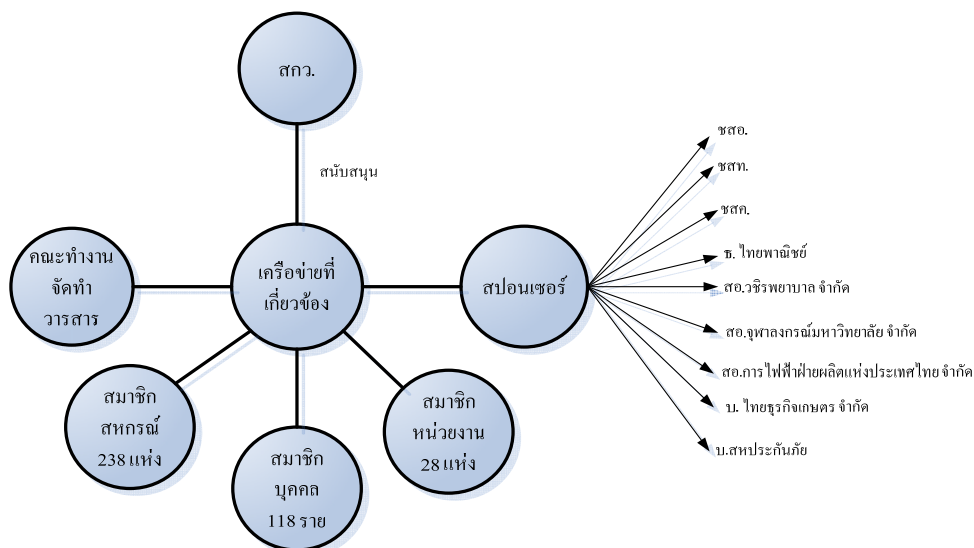 สกว.
สนับสนุน
คณะทำงาน
จัดทำ
วารสาร
เครือข่ายที่
เกี่ยวข้อง
สปอนเซอร์
สมาชิก
สหกรณ์
238 แห่ง
สมาชิก
บุคคล
118 ราย
สมาชิก
หน่วยงาน
28 แห่ง
ชสอ.
ชสท.
ชสค.
ธ. ไทยพาณิชย์
สอ.วชิรพยาบาล จำกัด
สอ.จุฬาลงกรณ์มหาวิทยาลัย จำกัด
สอ.การไฟฟ้าฝ่ายผลิตแห่งประเทศไทย จำกัด
บ. ไทยธุรกิจเกษตร จำกัด
บ.สหประกันภัย